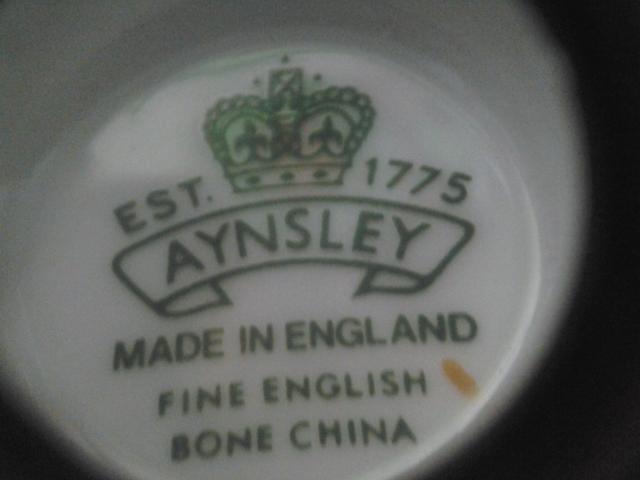 EST. 1775
AYNSLEY
MADE IN ENGLAND
FINE ENGLISH
BONE CHINA